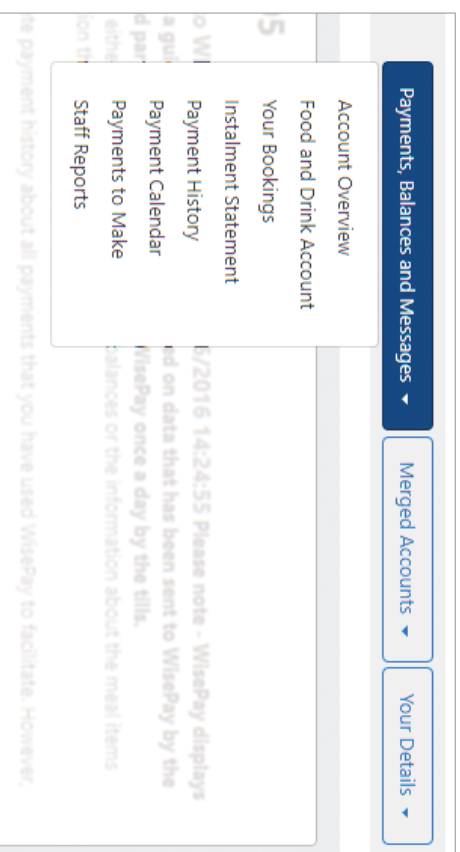 Payments, Balances and Messages
Merged Accounts
Your Details
Account Overview
Food and Drink Account
Your Bookings
Instalment Statement
Payment History
Payment Calendar
Payments to Make
Staff Reports
6/2016 14:24:55 Please note - WisePay displays
ed on data that has been sent to WisePay by the
WisePay once a day by the tills.
balances or the information about the meal items
te payment history about all payments that you have used WisePay to facilitate. However,